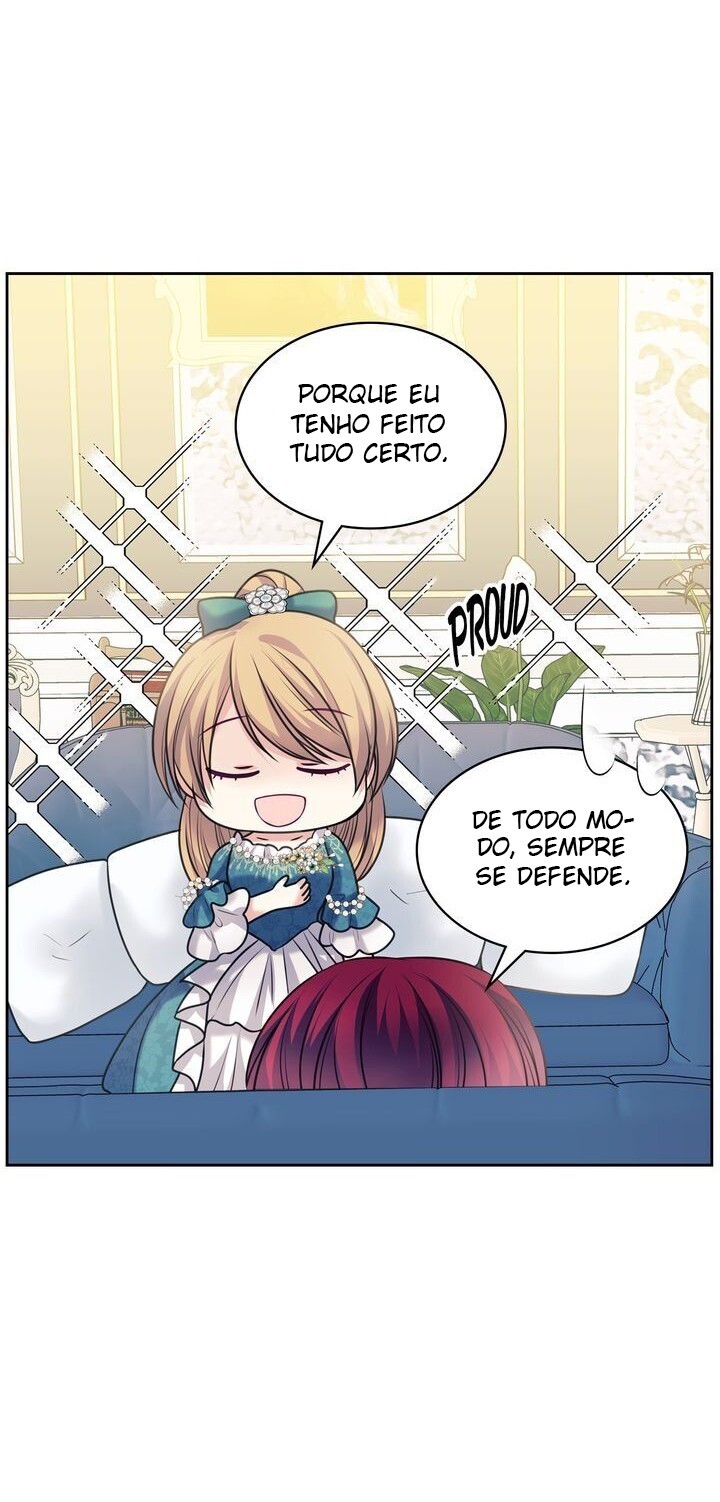 PORQUE EU
TENHO FEITO
TUDO CERTO.
PROUD
DE TODO MO-
DO, SEMPRE
SE DEFENDE.